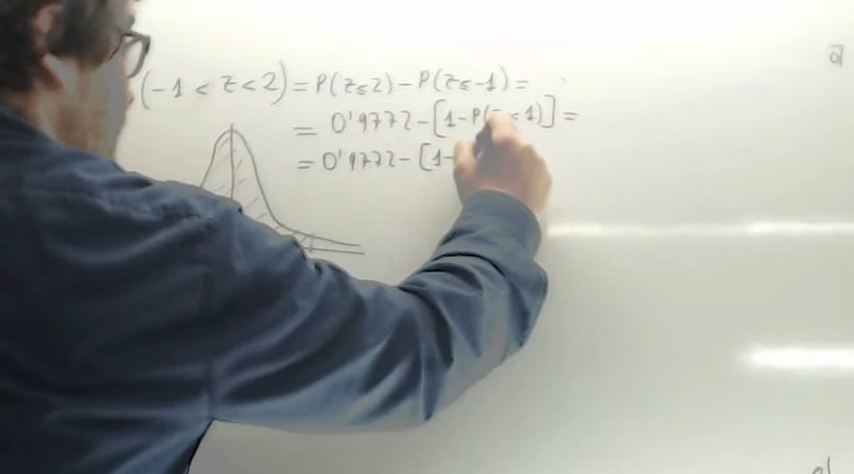 (-1 < z < 2) = P(z ≤ 2) - P(z ≤ -1) =
= 0'9772 - [1 - P( < 1)] =
= 0'9772 - [1 -
a